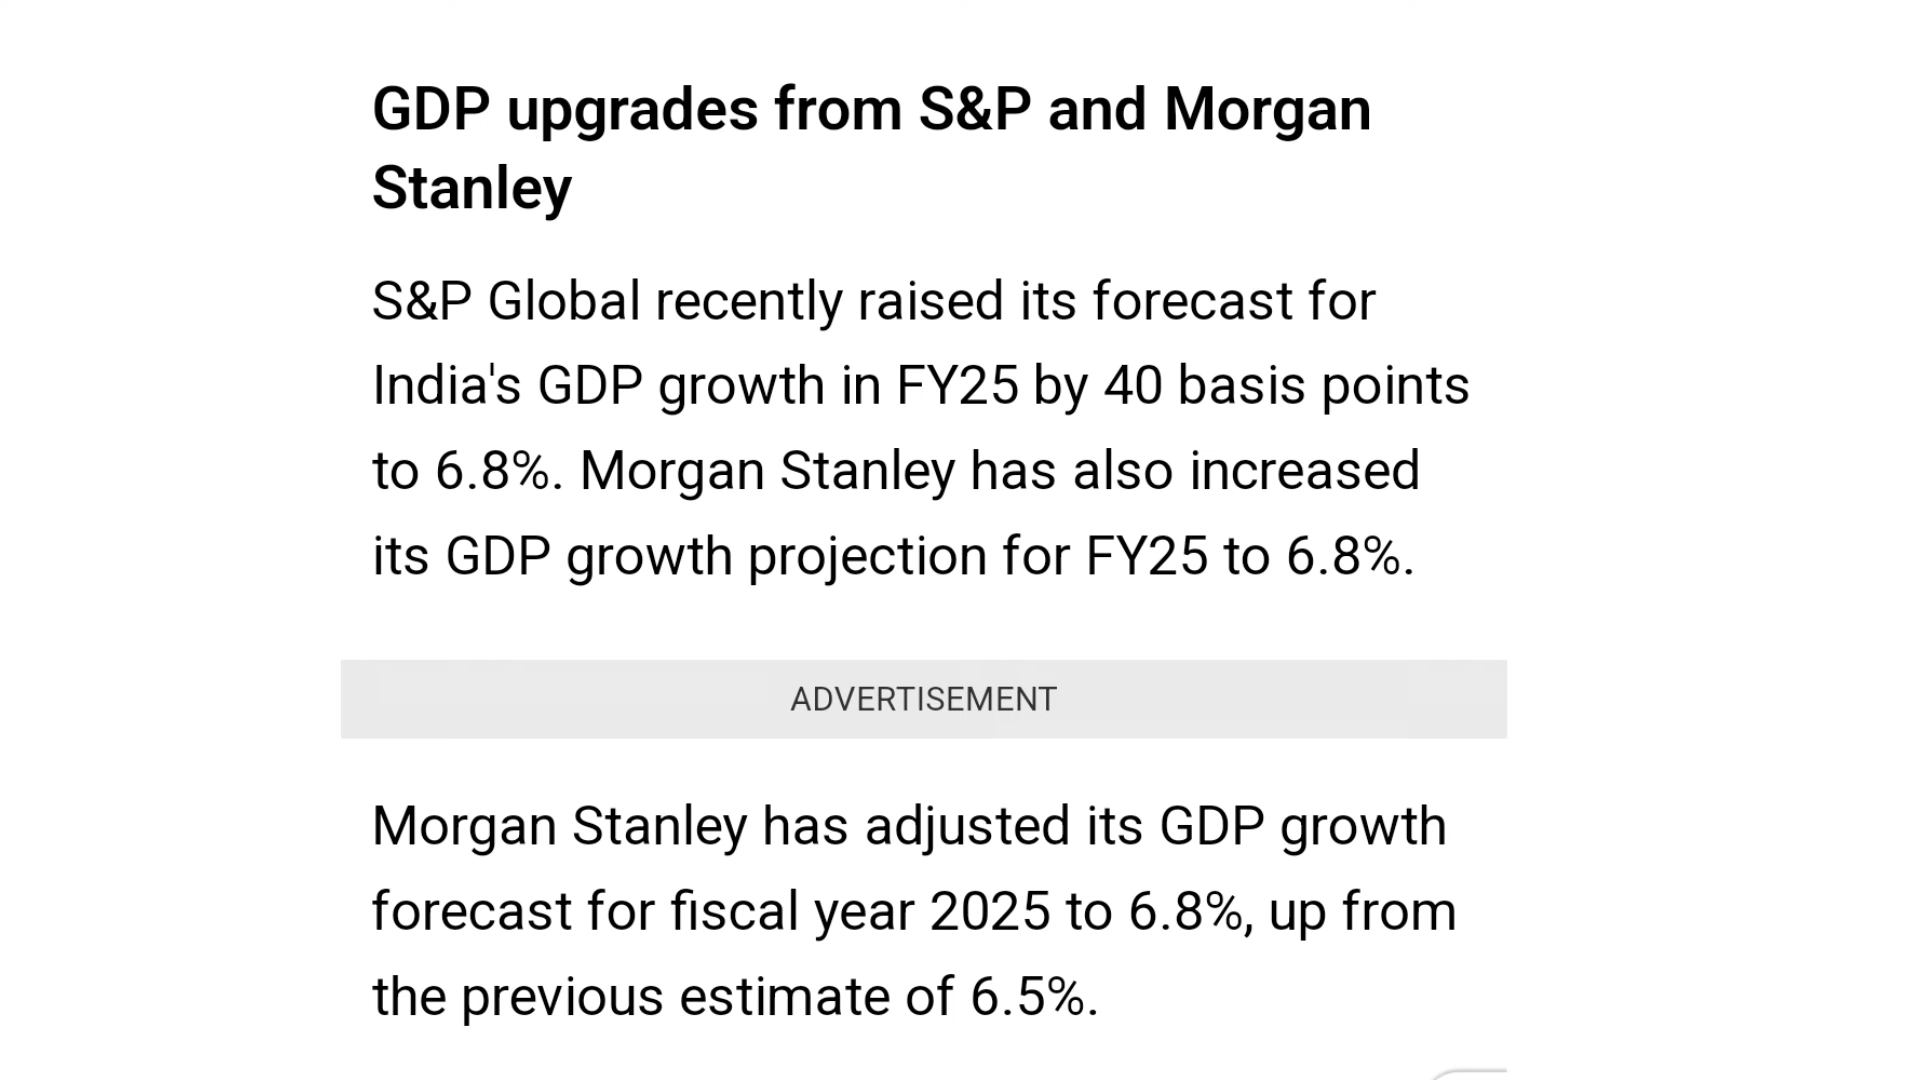 GDP upgrades from S&P and Morgan
Stanley
S&P Global recently raised its forecast for
India's GDP growth in FY25 by 40 basis points
to 6.8%. Morgan Stanley has also increased
its GDP growth projection for FY25 to 6.8%.
ADVERTISEMENT
Morgan Stanley has adjusted its GDP growth
forecast for fiscal year 2025 to 6.8%, up from
the previous estimate of 6.5%.